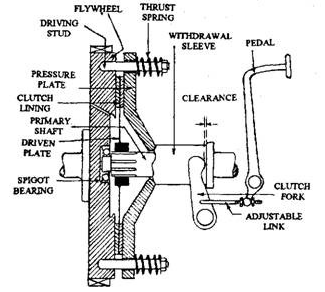 FLYWHEEL
DRIVING
STUD
THRUST
SPRING
WITHDRAWAL
SLEEVE
PEDAL
PRESSURE
PLATE
CLUTCH
LINING
PRIMARY
SHAFT
DRIVEN
PLATE
SPIGOT
BEARING
CLEARANCE
CLUTCH
FORK
ADJUSTABLE
LINK